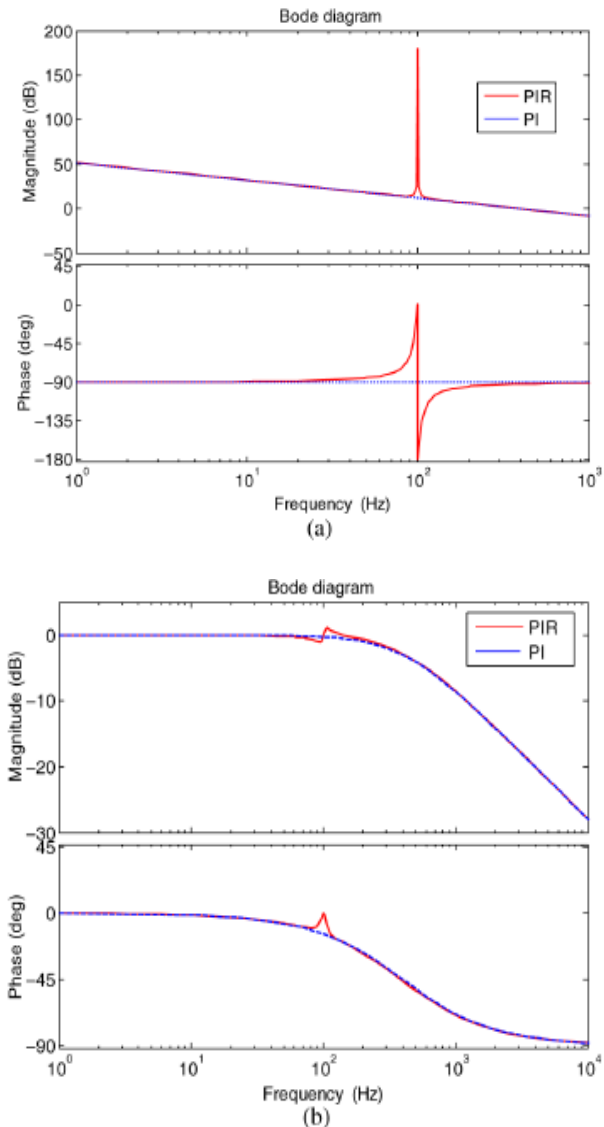 Bode diagram
200
150
100
50
0
−50
Magnitude (dB)
PIR
PI
45
0
−45
−90
−135
−180
Phase (deg)
10^0
10^1
10^2
10^3
Frequency (Hz)
(a)
Bode diagram
0
−10
−20
−30
Magnitude (dB)
PIR
PI
45
0
−45
−90
Phase (deg)
10^0
10^1
10^2
10^3
10^4
Frequency (Hz)
(b)